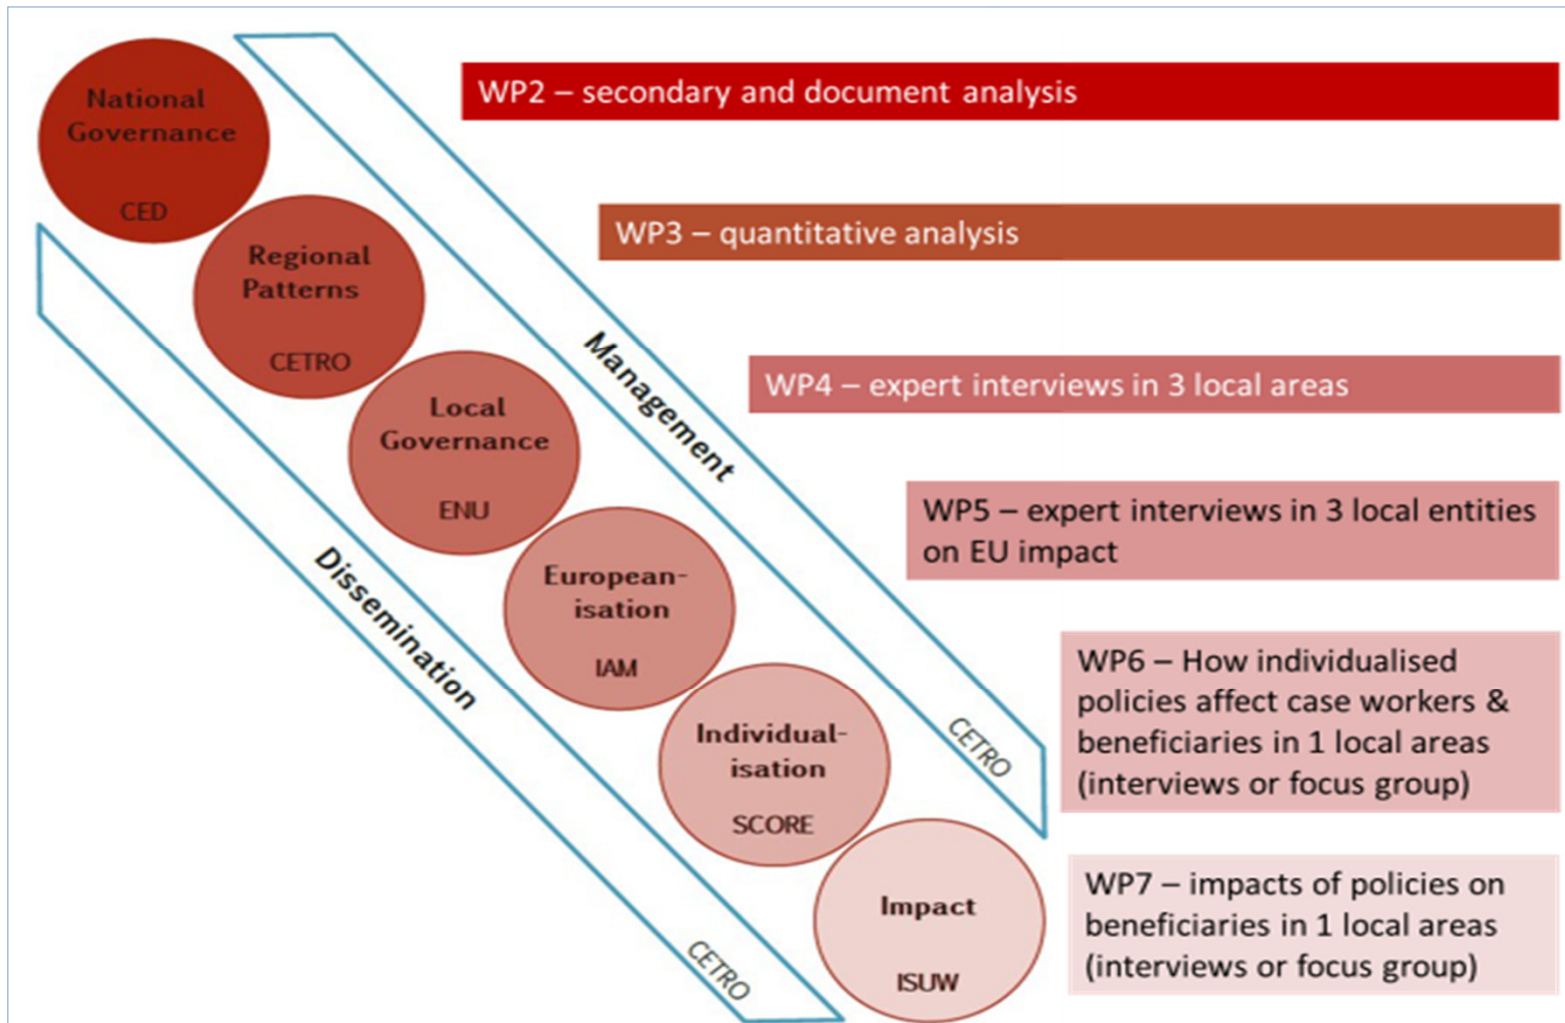 National
Governance
CED
WP2 – secondary and document analysis
Regional
Patterns
CETRO
WP3 – quantitative analysis
Local
Governance
ENU
WP4 – expert interviews in 3 local areas
European-
isation
IAM
WP5 – expert interviews in 3 local entities
on EU impact
Individual-
isation
SCORE
WP6 – How individualised
policies affect case workers &
beneficiaries in 1 local areas
(interviews or focus group)
Impact
ISUW
WP7 – impacts of policies on
beneficiaries in 1 local areas
(interviews or focus group)
Management
CETRO
Dissemination
CETRO